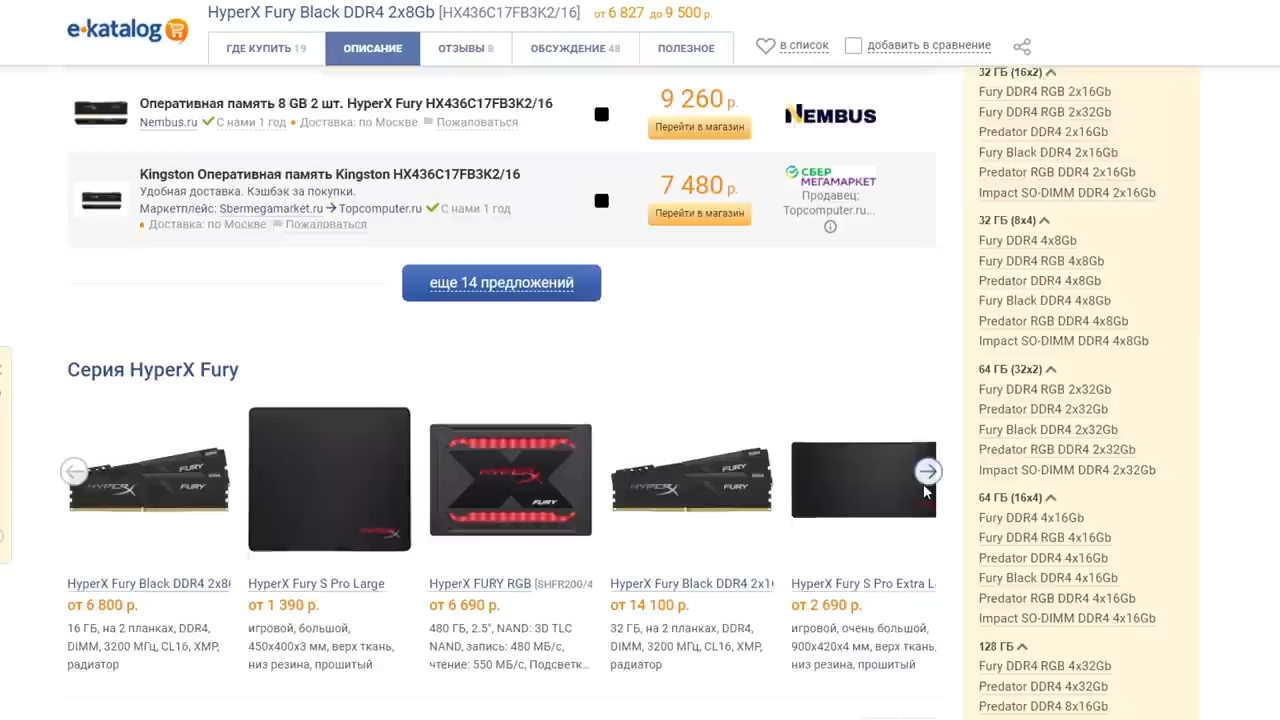 e-katalog
HyperX Fury Black DDR4 2x8Gb [HX436C17FB3K2/16] от 6 827 до 9 500 р.
ГДЕ КУПИТЬ 19
ОПИСАНИЕ
ОТЗЫВЫ 8
ОБСУЖДЕНИЕ 48
ПОЛЕЗНОЕ
в список
добавить в сравнение
Оперативная память 8 GB 2 шт. HyperX Fury HX436C17FB3K2/16
Nembus.ru С нами 1 год • Доставка: по Москве Пожаловаться
9 260 р.
Перейти в магазин
NEMBUS
Kingston Оперативная память Kingston HX436C17FB3K2/16
Удобная доставка. Кэшбэк за покупки.
Маркетплейс: Sbermegamarket.ru → Topcomputer.ru С нами 1 год
• Доставка: по Москве Пожаловаться
7 480 р.
Перейти в магазин
СБЕР
МЕГАМАРКЕТ
Продавец:
Topcomputer.ru...
еще 14 предложений
Серия HyperX Fury
HYPERX FURY
FURY
HYPERX
HYPERX
FURY
HYPERX FURY
FURY
HyperX Fury Black DDR4 2x8
от 6 800 р.
16 ГБ, на 2 планках, DDR4,
DIMM, 3200 МГц, CL16, XMP,
радиатор
HyperX Fury S Pro Large
от 1 390 р.
игровой, большой,
450x400x3 мм, верх ткань,
низ резина, прошитый
HyperX FURY RGB [SHFR200/4
от 6 690 р.
480 ГБ, 2.5", NAND: 3D TLC
NAND, запись: 480 МБ/с,
чтение: 550 МБ/с, Подсветк...
HyperX Fury Black DDR4 2x1
от 14 100 р.
32 ГБ, на 2 планках, DDR4,
DIMM, 3200 МГц, CL16, XMP,
радиатор
HyperX Fury S Pro Extra L
от 2 690 р.
игровой, очень большой,
900x420x4 мм, верх ткань,
низ резина, прошитый
32 ГБ (16x2)
Fury DDR4 RGB 2x16Gb
Fury DDR4 RGB 2x32Gb
Predator DDR4 2x16Gb
Fury Black DDR4 2x16Gb
Predator RGB DDR4 2x16Gb
Impact SO-DIMM DDR4 2x16Gb
32 ГБ (8x4)
Fury DDR4 4x8Gb
Fury DDR4 RGB 4x8Gb
Predator DDR4 4x8Gb
Fury Black DDR4 4x8Gb
Predator RGB DDR4 4x8Gb
Impact SO-DIMM DDR4 4x8Gb
64 ГБ (32x2)
Fury DDR4 RGB 2x32Gb
Predator DDR4 2x32Gb
Fury Black DDR4 2x32Gb
Predator RGB DDR4 2x32Gb
Impact SO-DIMM DDR4 2x32Gb
64 ГБ (16x4)
Fury DDR4 4x16Gb
Fury DDR4 RGB 4x16Gb
Predator DDR4 4x16Gb
Fury Black DDR4 4x16Gb
Predator RGB DDR4 4x16Gb
Impact SO-DIMM DDR4 4x16Gb
128 ГБ
Fury DDR4 RGB 4x32Gb
Predator DDR4 4x32Gb
Predator DDR4 8x16Gb